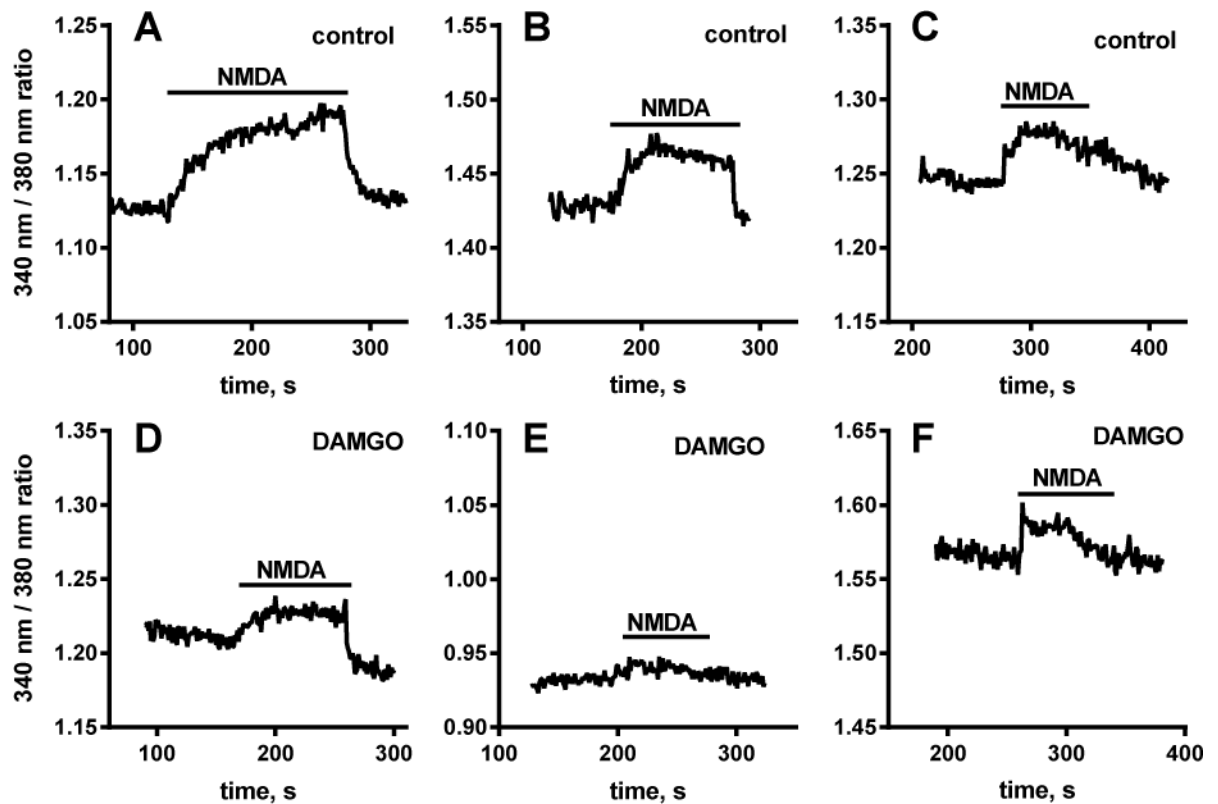 A
control
NMDA
340 nm / 380 nm ratio
1.25
1.20
1.15
1.10
1.05
100 200 300
time, s
B
control
NMDA
1.55
1.50
1.45
1.40
1.35
100 200 300
time, s
C
control
NMDA
1.35
1.30
1.25
1.20
1.15
200 300 400
time, s
D
DAMGO
NMDA
340 nm / 380 nm ratio
1.35
1.30
1.25
1.20
1.15
100 200 300
time, s
E
DAMGO
NMDA
1.10
1.05
1.00
0.95
0.90
100 200 300
time, s
F
DAMGO
NMDA
1.65
1.60
1.55
1.50
1.45
200 300 400
time, s